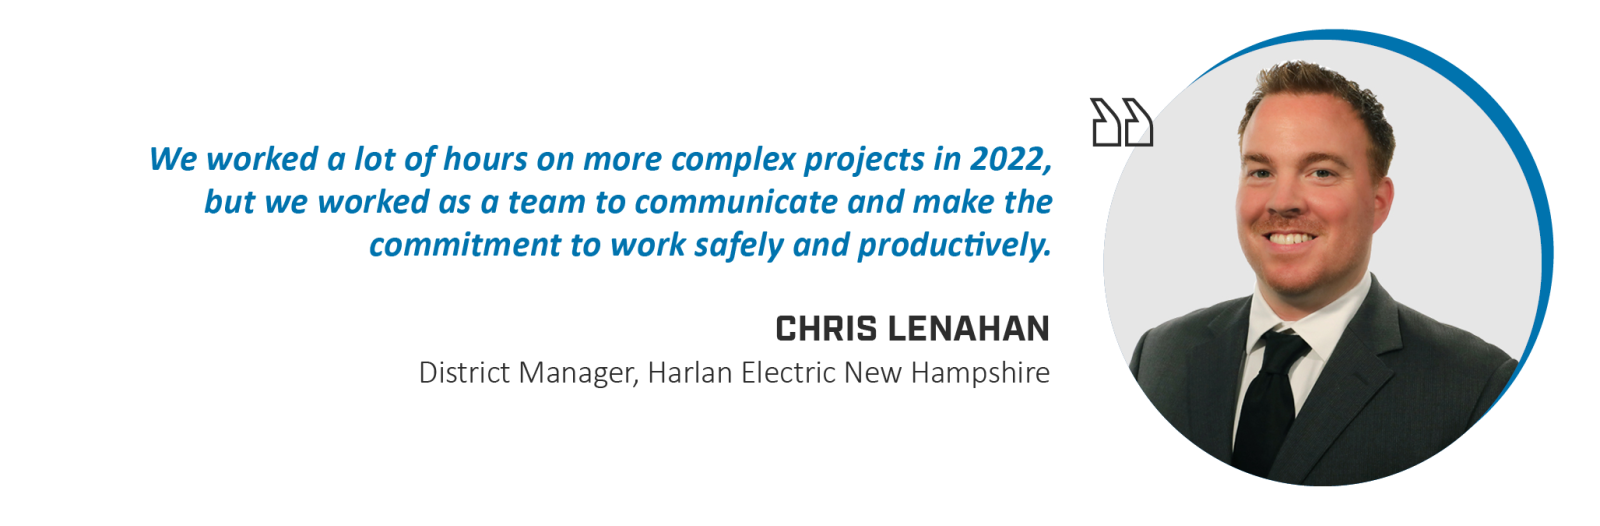 We worked a lot of hours on more complex projects in 2022,
but we worked as a team to communicate and make the
commitment to work safely and productively.
CHRIS LENAHAN
District Manager, Harlan Electric New Hampshire